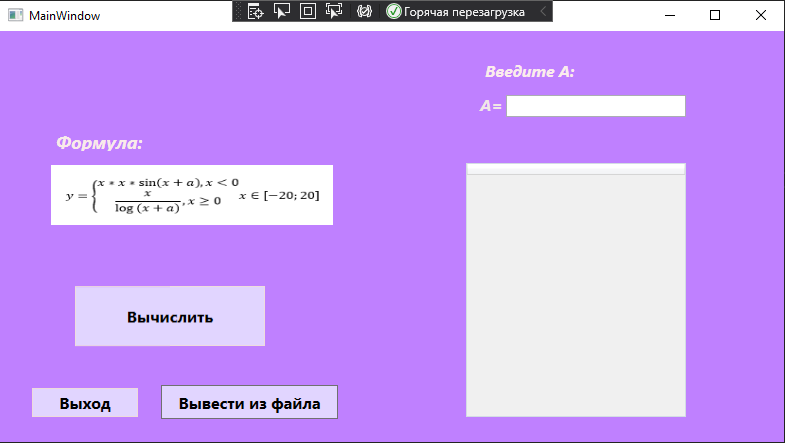 MainWindow
Горячая перезагрузка
Введите А:
А=
Формула:
y = { x * x * sin(x + a), x < 0
x / log (x + a), x ≥ 0   x ∈ [−20; 20]
Вычислить
Выход
Вывести из файла